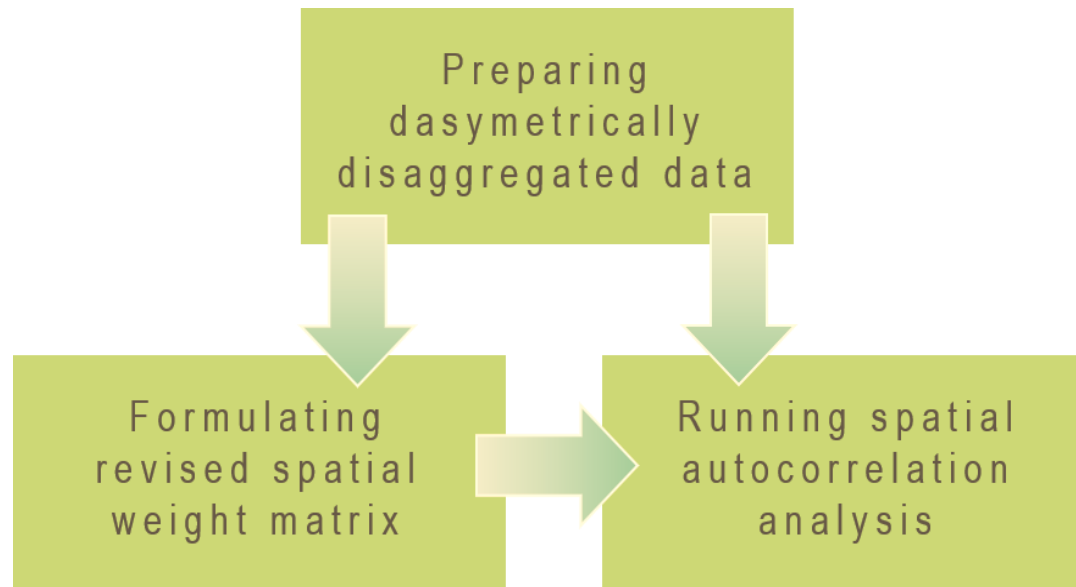 Preparing
dasymetrically
disaggregated data
Formulating
revised spatial
weight matrix
Running spatial
autocorrelation
analysis